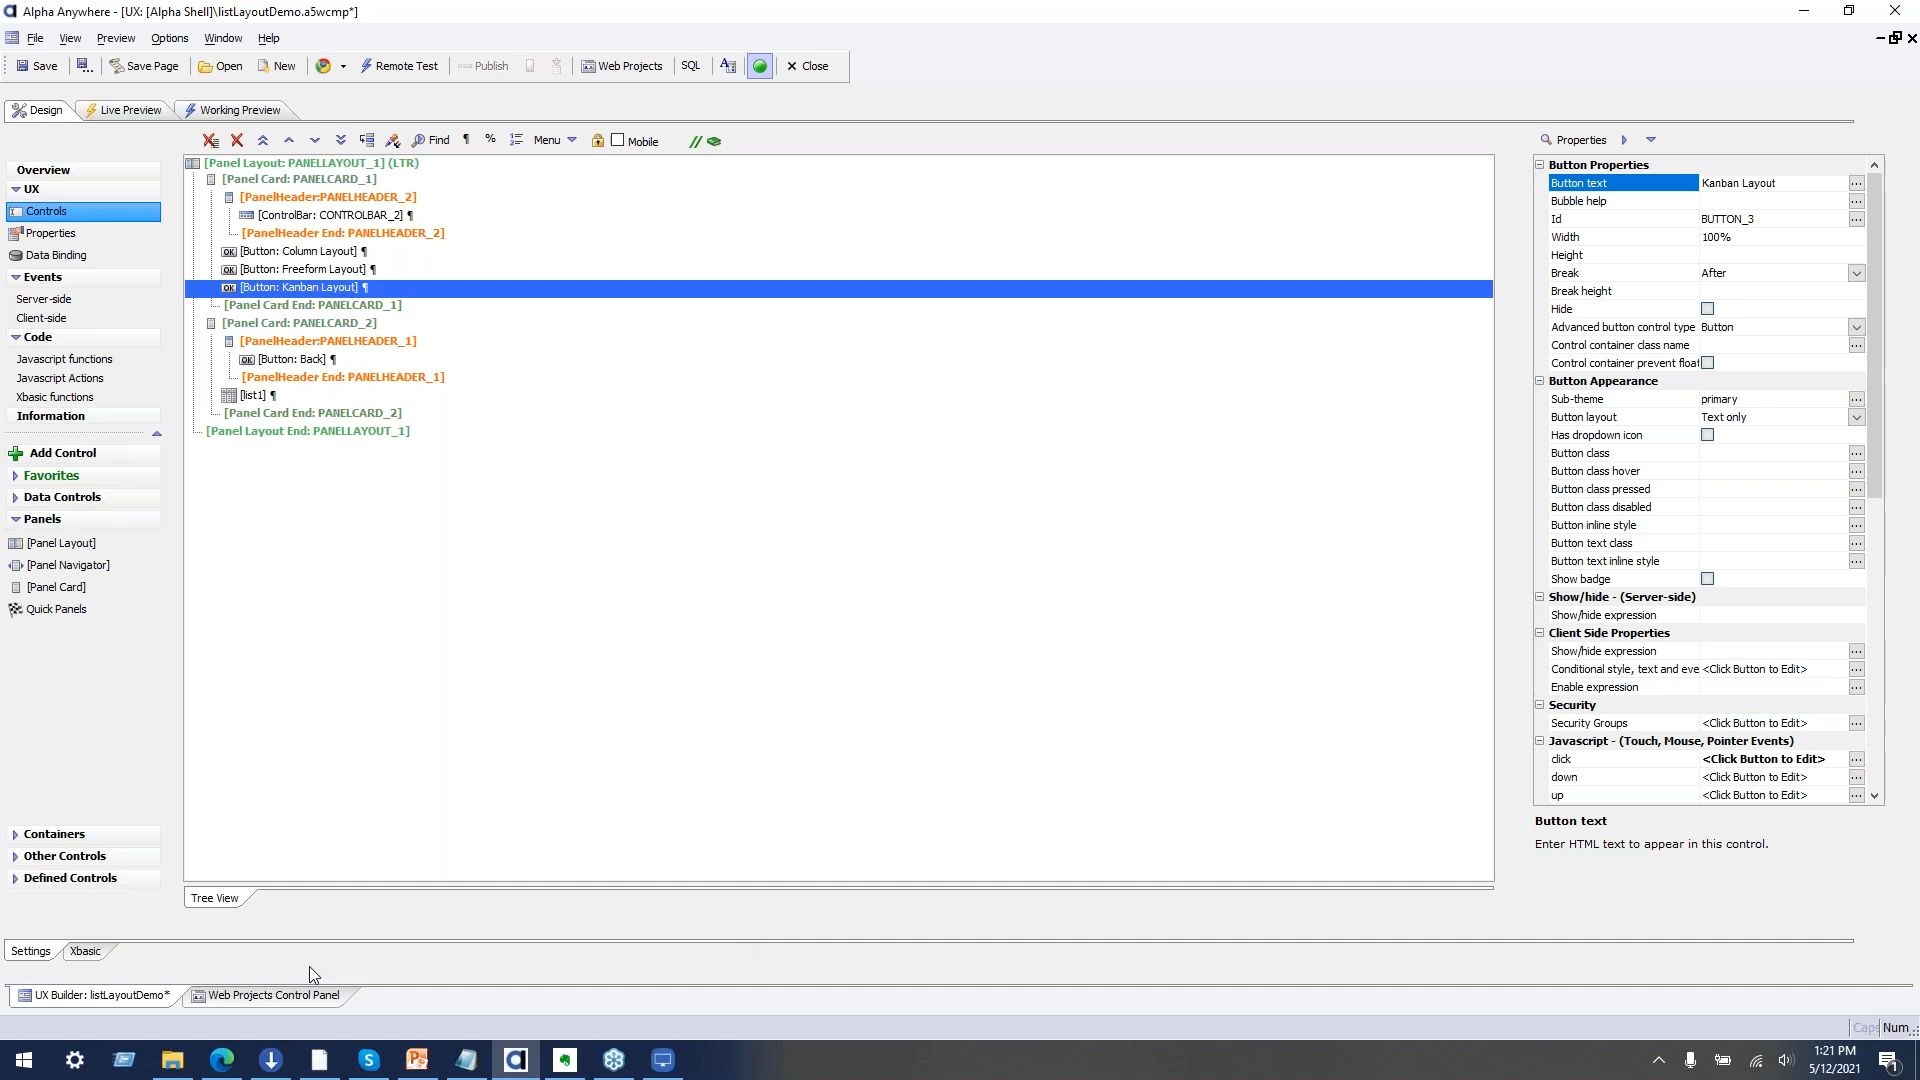 Alpha Anywhere - [UX: [Alpha Shell]\listLayoutDemo.a5wcmp*]
File View Preview Options Window Help
Save Save Page Open New Remote Test Publish Web Projects SQL Close
Design Live Preview Working Preview
Find ¶ % Menu Mobile Properties
Overview
UX
Controls
Properties
Data Binding
Events
Server-side
Client-side
Code
Javascript functions
Javascript Actions
Xbasic functions
Information
Add Control
Favorites
Data Controls
Panels
[Panel Layout]
[Panel Navigator]
[Panel Card]
Quick Panels
Containers
Other Controls
Defined Controls
[Panel Layout: PANELLAYOUT_1] (LTR)
[Panel Card: PANELCARD_1]
[PanelHeader:PANELHEADER_2]
[ControlBar: CONTROLBAR_2] ¶
[PanelHeader End: PANELHEADER_2]
OK [Button: Column Layout] ¶
OK [Button: Freeform Layout] ¶
OK [Button: Kanban Layout] ¶
[Panel Card End: PANELCARD_1]
[Panel Card: PANELCARD_2]
[PanelHeader:PANELHEADER_1]
OK [Button: Back] ¶
[PanelHeader End: PANELHEADER_1]
[list1] ¶
[Panel Card End: PANELCARD_2]
[Panel Layout End: PANELLAYOUT_1]
Tree View
Button Properties
Button text Kanban Layout ...
Bubble help ...
Id BUTTON_3 ...
Width 100%
Height
Break After
Break height
Hide
Advanced button control type Button
Control container class name ...
Control container prevent float
Button Appearance
Sub-theme primary ...
Button layout Text only
Has dropdown icon
Button class ...
Button class hover ...
Button class pressed ...
Button class disabled ...
Button inline style ...
Button text class ...
Button text inline style ...
Show badge
Show/hide - (Server-side)
Show/hide expression
Client Side Properties
Show/hide expression ...
Conditional style, text and eve <Click Button to Edit> ...
Enable expression ...
Security
Security Groups <Click Button to Edit> ...
Javascript - (Touch, Mouse, Pointer Events)
click <Click Button to Edit> ...
down <Click Button to Edit> ...
up <Click Button to Edit> ...
Button text
Enter HTML text to appear in this control.
Settings Xbasic
UX Builder: listLayoutDemo* Web Projects Control Panel
Caps Num
1:21 PM
5/12/2021